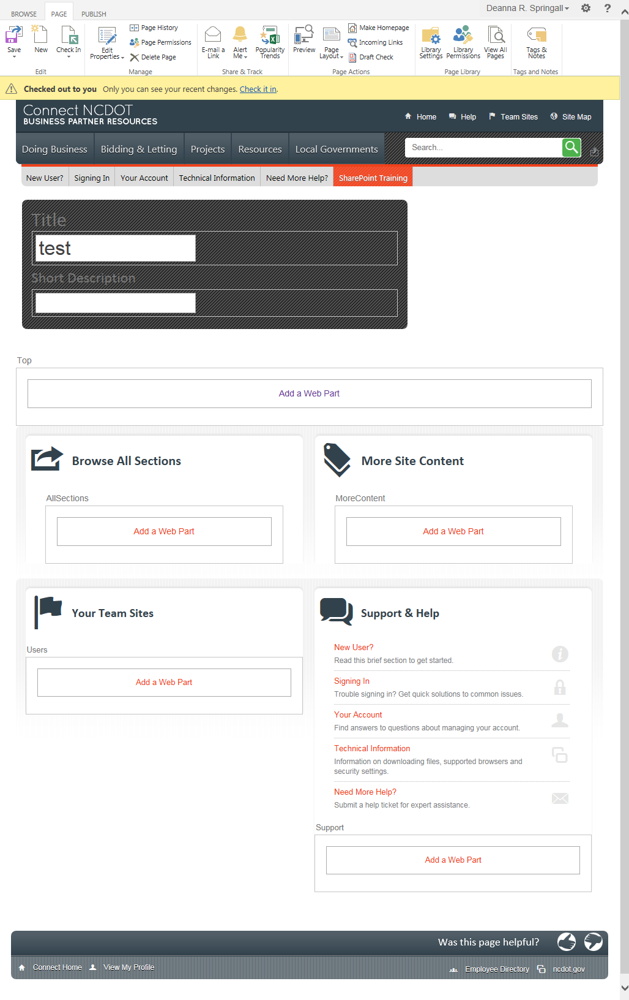 Deanna R. Springall
BROWSE PAGE PUBLISH
Save New Check In Edit Properties Page History Page Permissions Delete Page E-mail a Link Alert Me Popularity Trends Preview Page Layout Make Homepage Incoming Links Draft Check Library Settings Library Permissions View All Pages Tags & Notes
Edit Manage Share & Track Page Actions Page Library Tags and Notes
Checked out to you Only you can see your recent changes. Check it in.
Connect NCDOT
BUSINESS PARTNER RESOURCES
Home Help Team Sites Site Map
Doing Business Bidding & Letting Projects Resources Local Governments Search...
New User? Signing In Your Account Technical Information Need More Help? SharePoint Training
Title
test
Short Description
Top
Add a Web Part
Browse All Sections
AllSections
Add a Web Part
More Site Content
MoreContent
Add a Web Part
Your Team Sites
Users
Add a Web Part
Support & Help
New User?
Read this brief section to get started.
Signing In
Trouble signing in? Get quick solutions to common issues.
Your Account
Find answers to questions about managing your account.
Technical Information
Information on downloading files, supported browsers and
security settings.
Need More Help?
Submit a help ticket for expert assistance.
Support
Add a Web Part
Was this page helpful?
Connect Home View My Profile Employee Directory ncdot.gov